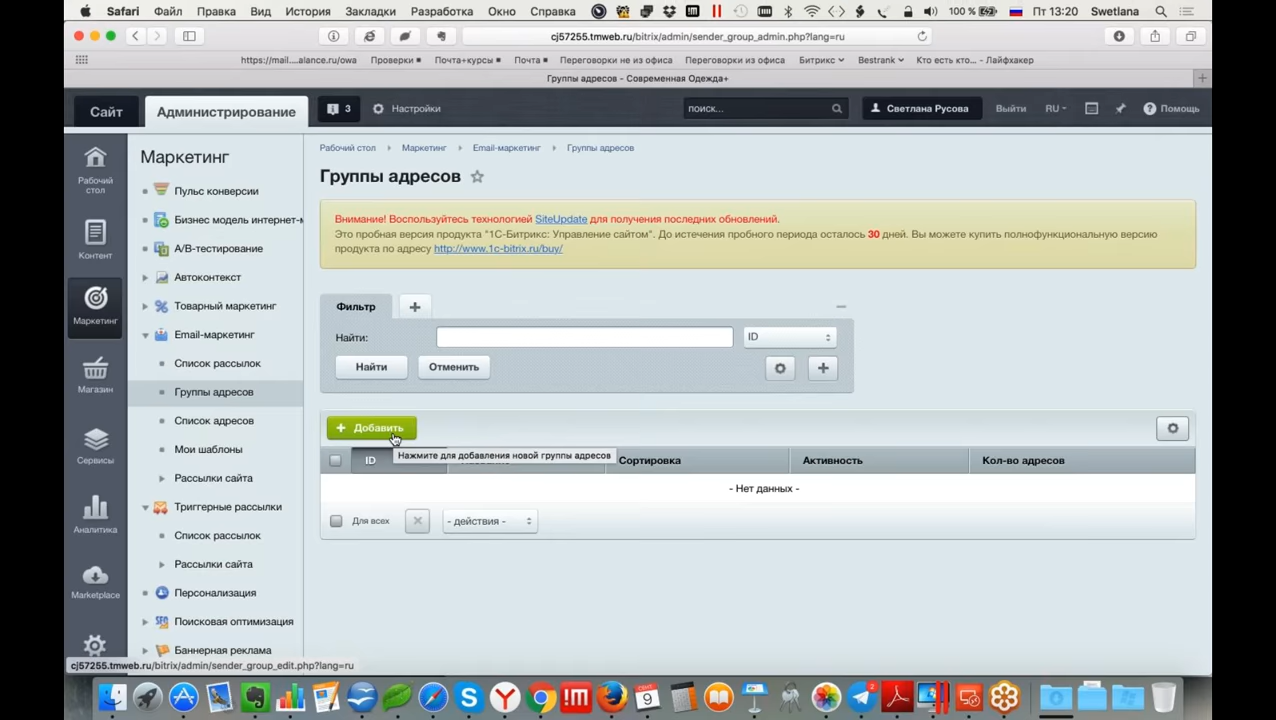 Safari Файл Правка Вид История Закладки Разработка Окно Справка 100 % Пт 13:20 Swetlana
cj57255.tmweb.ru/bitrix/admin/sender_group_admin.php?lang=ru
https://mail....alance.ru/owa Проверки Почта+курсы Почта Переговоры не из офиса Переговоры из офиса Битрикс Bestrank Кто есть кто... - Лайфхакер
Группы адресов - Современная Одежда+
Сайт Администрирование 3 Настройки поиск... Светлана Русова Выйти RU Помощь
Рабочий стол
Контент
Маркетинг
Магазин
Сервисы
Аналитика
Marketplace
Маркетинг
Пульс конверсии
Бизнес модель интернет-м
A/B-тестирование
Автоконтекст
Товарный маркетинг
Email-маркетинг
Список рассылок
Группы адресов
Список адресов
Мои шаблоны
Рассылки сайта
Триггерные рассылки
Список рассылок
Рассылки сайта
Персонализация
Поисковая оптимизация
Баннерная реклама
Рабочий стол Маркетинг Email-маркетинг Группы адресов
Группы адресов
Внимание! Воспользуйтесь технологией SiteUpdate для получения последних обновлений.
Это пробная версия продукта "1С-Битрикс: Управление сайтом". До истечения пробного периода осталось 30 дней. Вы можете купить полнофункциональную версию
продукта по адресу http://www.1c-bitrix.ru/buy/
Фильтр +
Найти: ID
Найти Отменить
+ Добавить
Нажмите для добавления новой группы адресов
ID Сортировка Активность Кол-во адресов
- Нет данных -
Для всех - действия -
cj57255.tmweb.ru/bitrix/admin/sender_group_edit.php?lang=ru